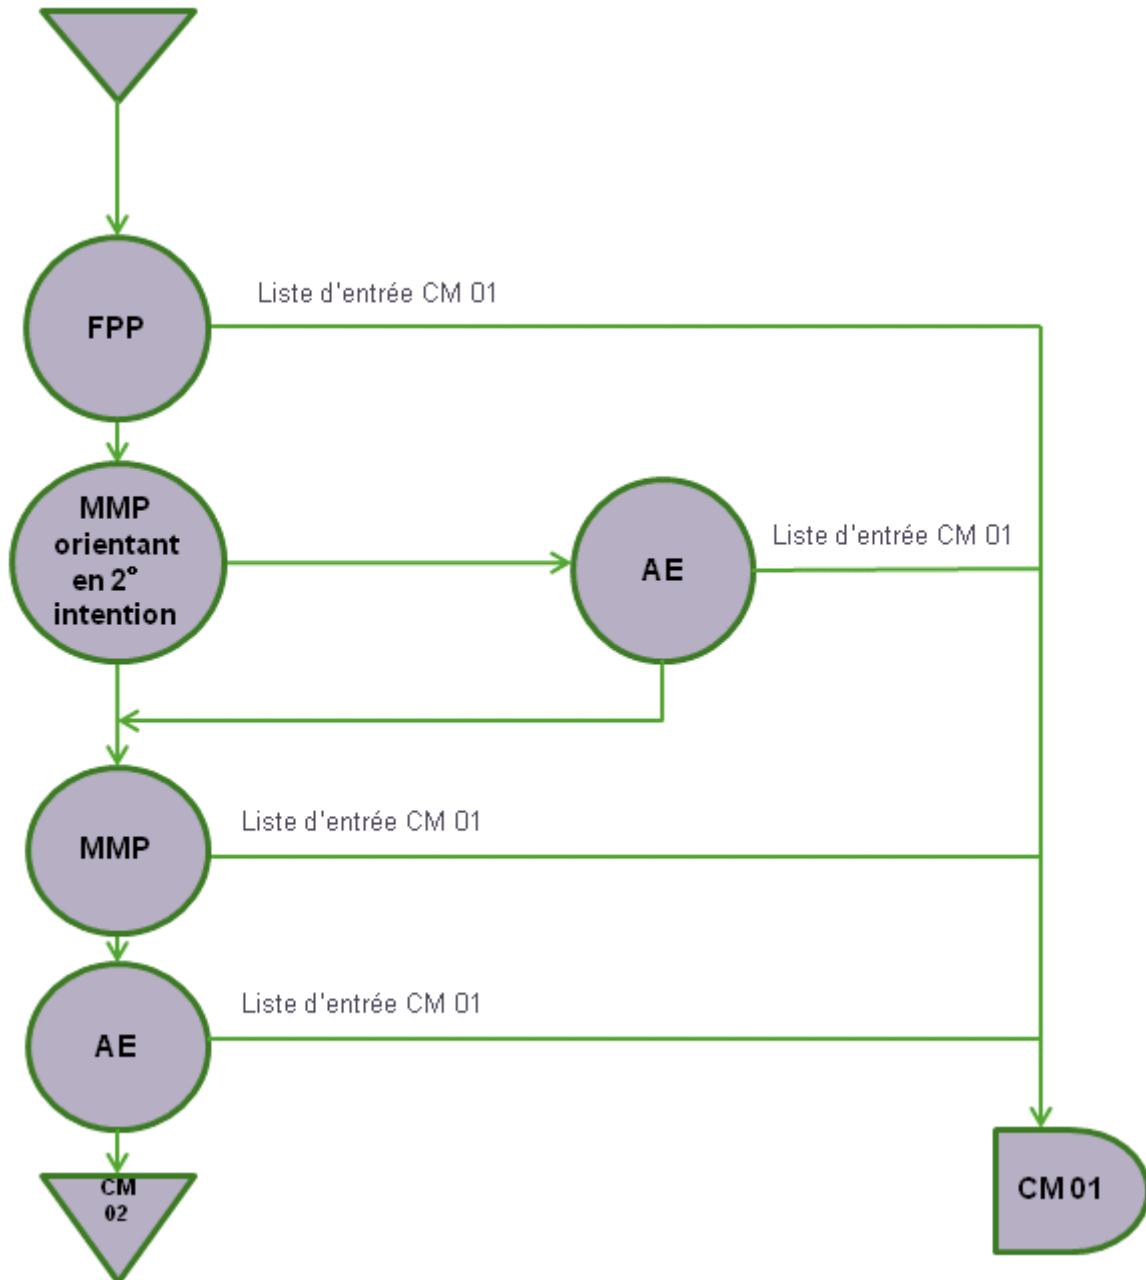 Liste d'entrée CM 01
FPP
MMP
orientant
en 2°
intention
Liste d'entrée CM 01
AE
Liste d'entrée CM 01
MMP
Liste d'entrée CM 01
AE
CM
02
CM 01